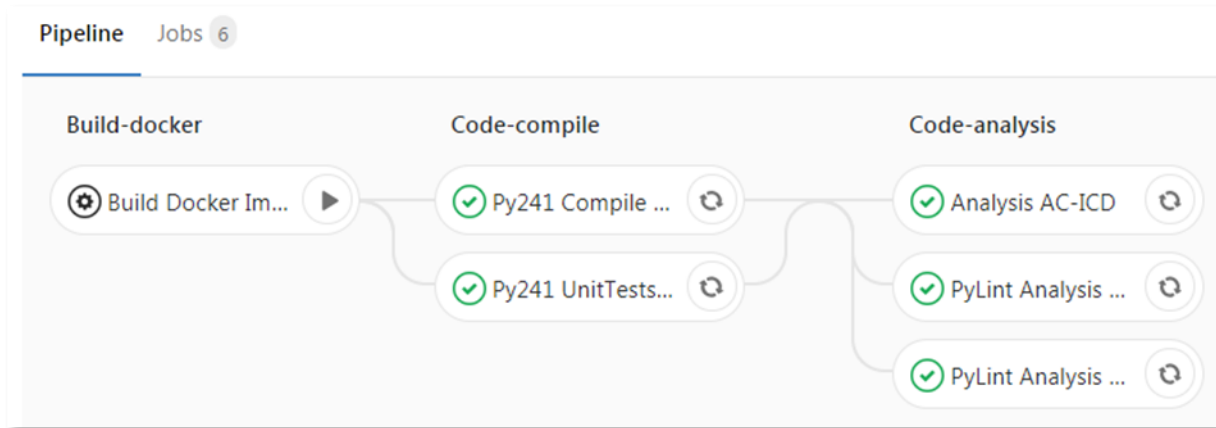 Pipeline Jobs 6
Build-docker Code-compile Code-analysis
Build Docker Im... Py241 Compile ... Analysis AC-ICD
Py241 UnitTests... PyLint Analysis ...
PyLint Analysis ...